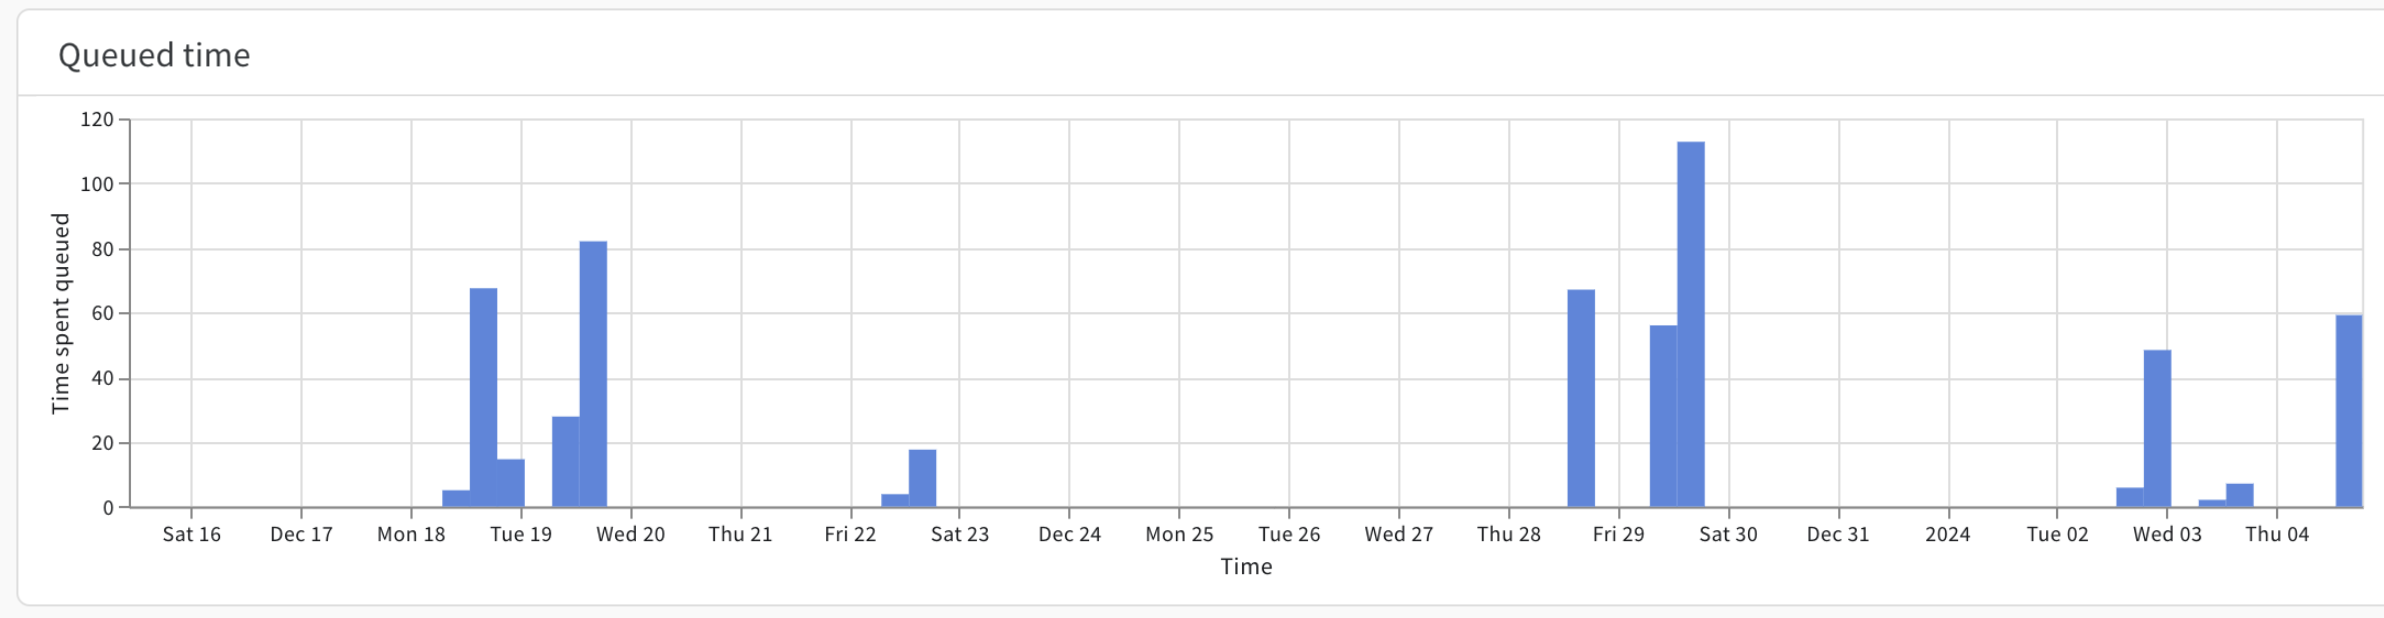 Queued time
120
100
80
60
40
20
0
Time spent queued
Sat 16 Dec 17 Mon 18 Tue 19 Wed 20 Thu 21 Fri 22 Sat 23 Dec 24 Mon 25 Tue 26 Wed 27 Thu 28 Fri 29 Sat 30 Dec 31 2024 Tue 02 Wed 03 Thu 04
Time